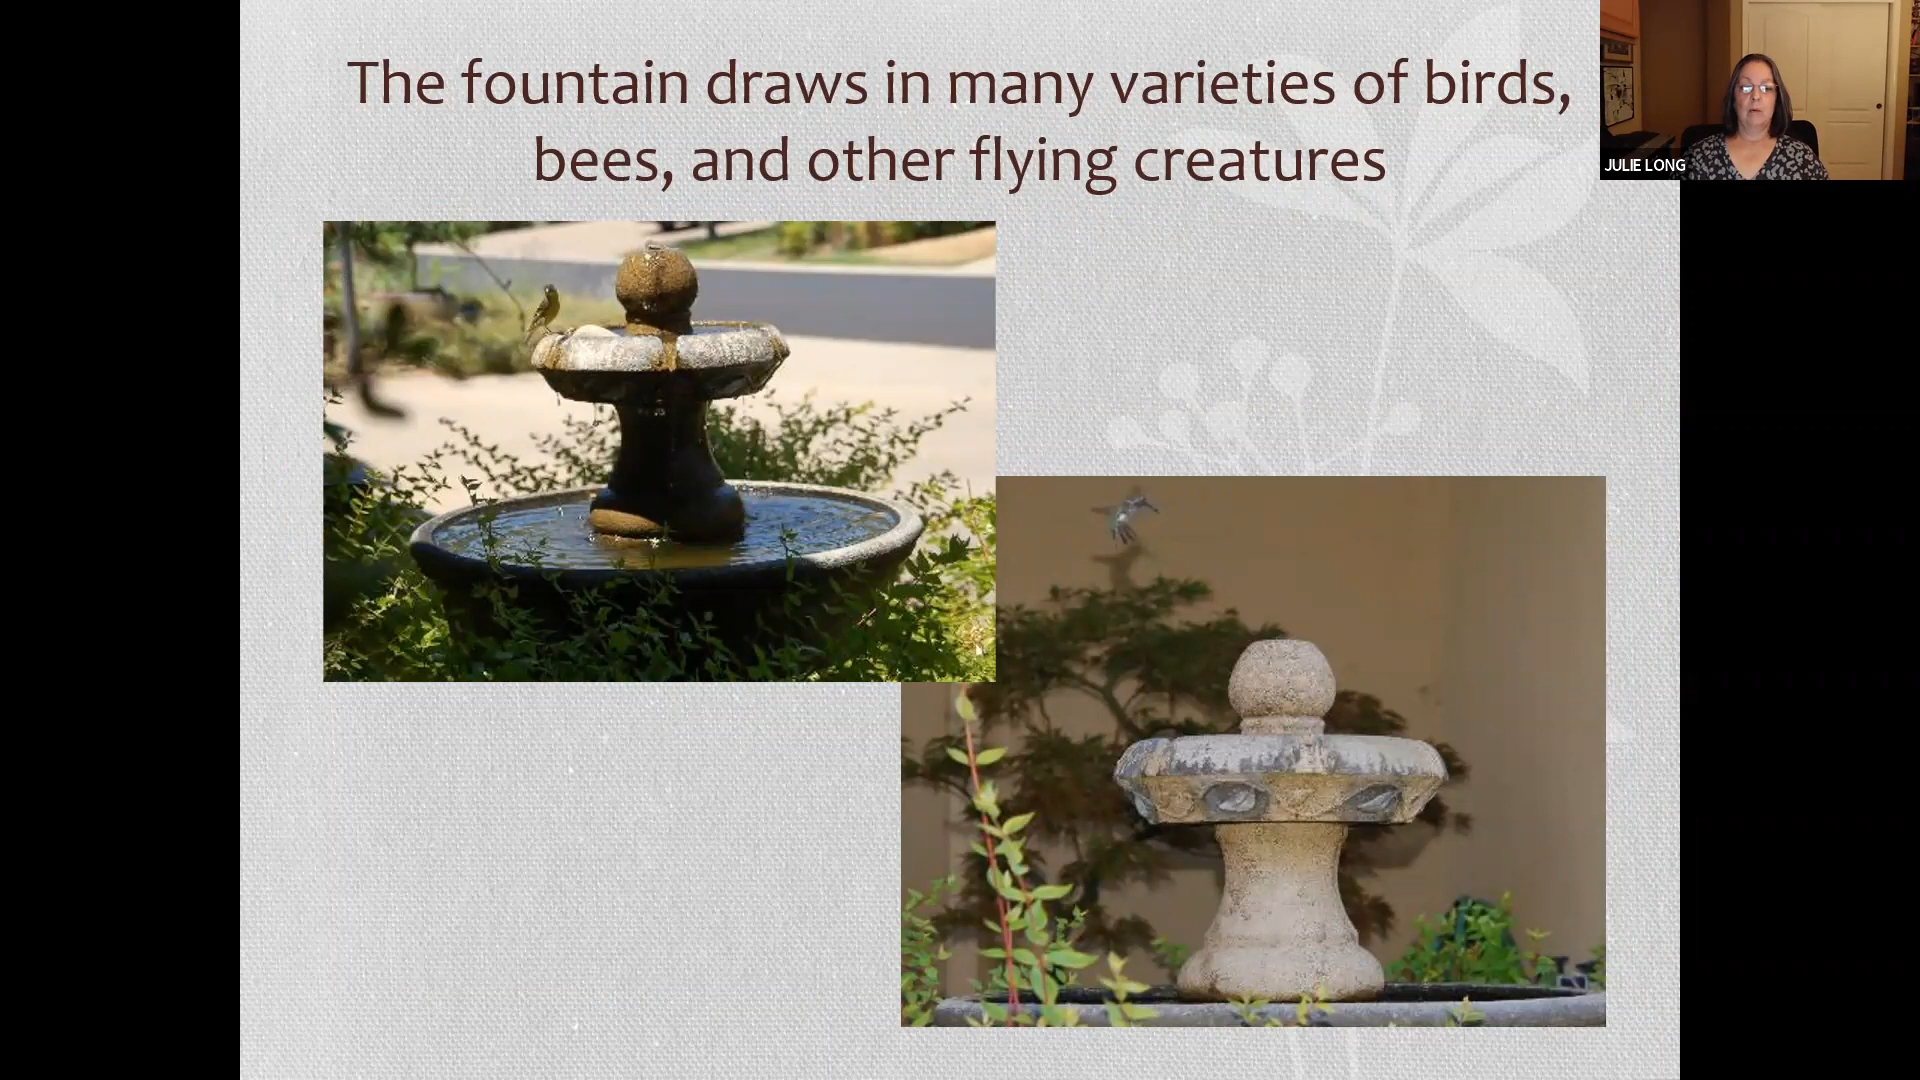 The fountain draws in many varieties of birds,
bees, and other flying creatures
JULIE LONG